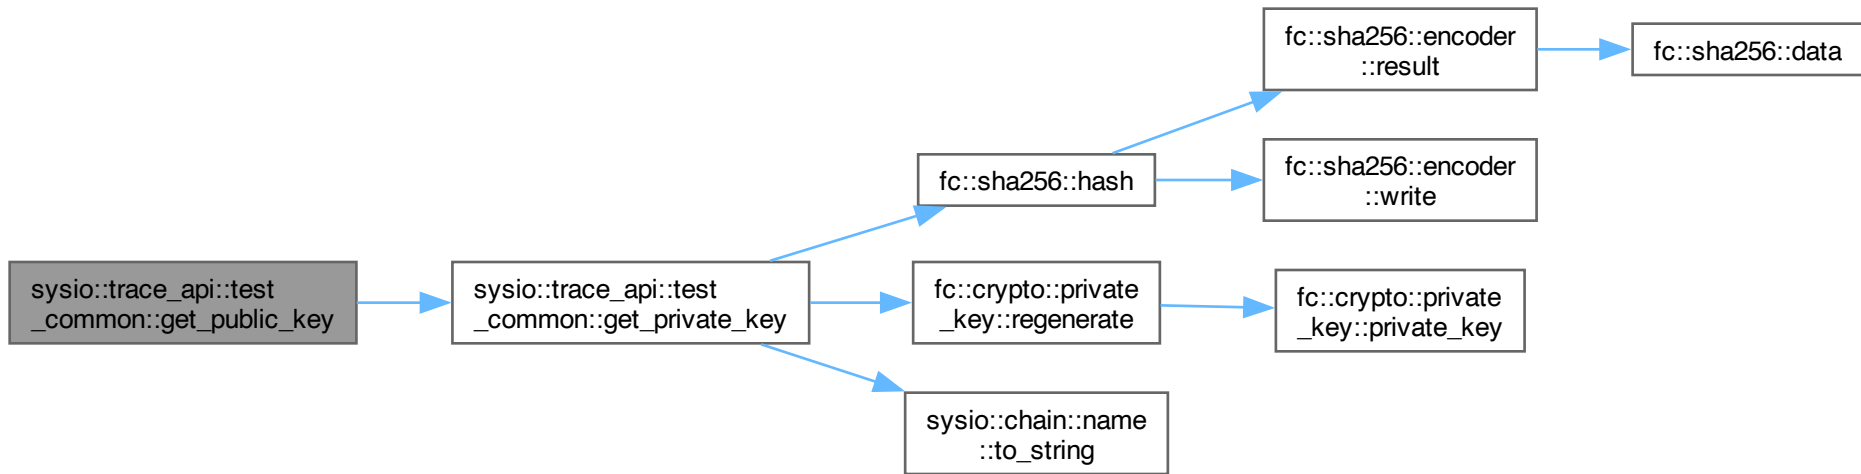 sysio::trace_api::test
_common::get_public_key
sysio::trace_api::test
_common::get_private_key
fc::sha256::hash
fc::sha256::encoder
::result
fc::sha256::data
fc::sha256::encoder
::write
fc::crypto::private
_key::regenerate
fc::crypto::private
_key::private_key
sysio::chain::name
::to_string